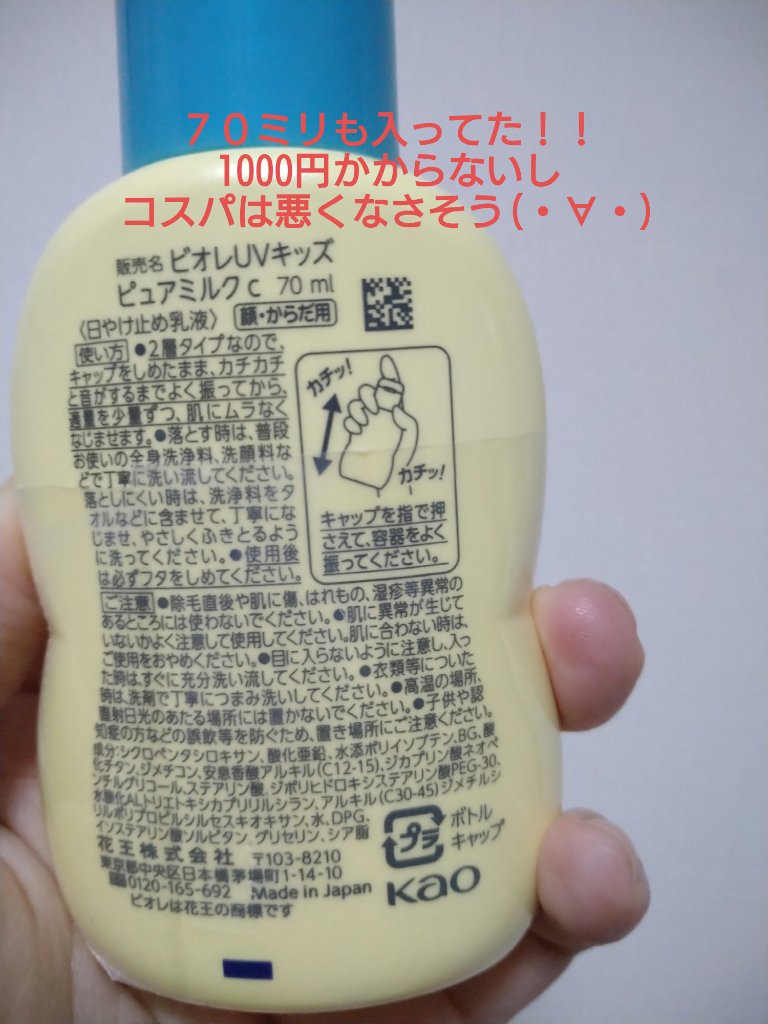 ７０ミリも入ってた！！
1000円かからないし
コスパは悪くなさそう(・∀・)
販売名 ビオレUVキッズ
ピュアミルクc 70 ml
〈日やけ止め乳液〉 顔・からだ用
使い方 ●2層タイプなので、
キャップをしめたまま、カチカチ
と音がするまでよく振ってから、
適量を少量ずつ、肌にムラなく
なじませます。●落とす時は、普段
お使いの全身洗浄料、洗顔料な
どで丁寧に洗い流してください。
落としにくい時は、洗浄料をタ
オルなどに含ませて、丁寧にな
じませ、やさしくふきとるよう
に洗ってください。●使用後
は必ずフタをしめてください。
カチッ!
カチッ!
キャップを指で押
さえて、容器をよく
振ってください。
ご注意 ●除毛直後や肌に傷、はれもの、湿疹等異常の
あるところには使わないでください。●肌に異常が生じて
いないかよく注意して使用してください。肌に合わない時は、
ご使用をおやめください。●目に入らないように注意し、入っ
た時は、すぐに充分洗い流してください。●衣類等についた
時は、洗剤で丁寧につまみ洗いしてください。●高温の場所、
直射日光のあたる場所には置かないでください。●子供や認
知症の方などの誤飲等を防ぐため、置き場所にご注意ください。
成分:シクロペンタシロキサン、酸化亜鉛、水添ポリイソブテン、BG、酸
化チタン、ジメチコン、安息香酸アルキル(C12-15)、ジカプリン酸ネオペ
ンチルグリコール、ステアリン酸、ジポリヒドロキシステアリン酸PEG-30、
水酸化Al、トリエトキシカプリリルシラン、アルキル(C30-45)ジメチルシ
リルポリプロピルシルセスキオキサン、水、DPG、
イソステアリン酸ソルビタン、グリセリン、シア脂
花王株式会社 〒103-8210
東京都中央区日本橋茅場町1-14-10
0120-165-692 Made in Japan
ビオレは花王の商標です
プラ
ボトル
キャップ
Kao